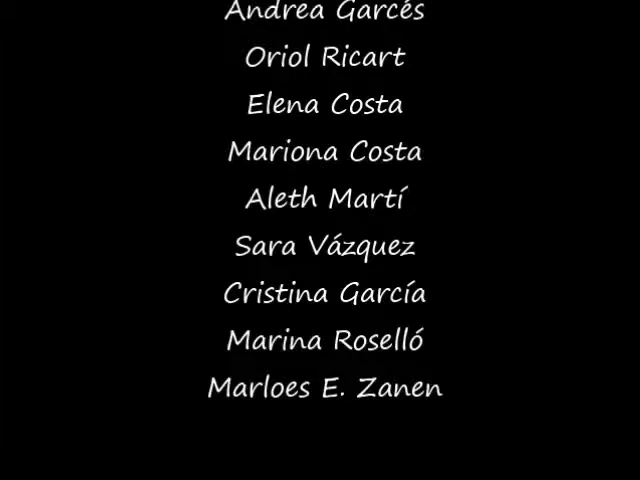 Andrea Garcés
Oriol Ricart
Elena Costa
Mariona Costa
Aleth Martí
Sara Vázquez
Cristina García
Marina Roselló
Marloes E. Zanen